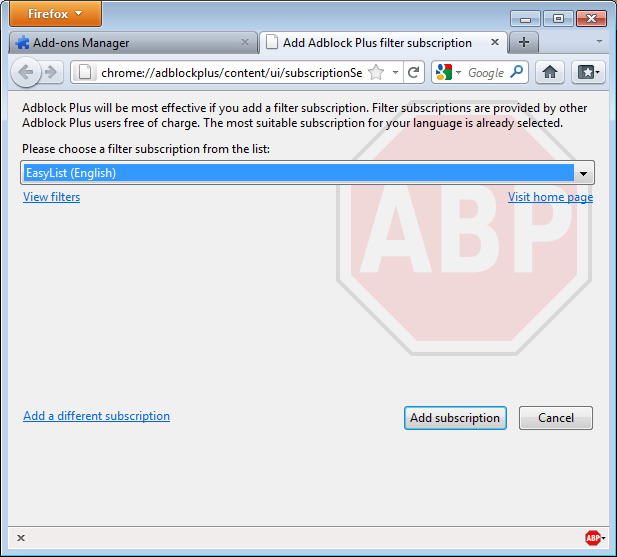 Firefox
Add-ons Manager
Add Adblock Plus filter subscription
chrome://adblockplus/content/ui/subscriptionSe
Google
Adblock Plus will be most effective if you add a filter subscription. Filter subscriptions are provided by other
Adblock Plus users free of charge. The most suitable subscription for your language is already selected.
Please choose a filter subscription from the list:
EasyList (English)
View filters
Visit home page
ABP
Add a different subscription
Add subscription
Cancel
ABP